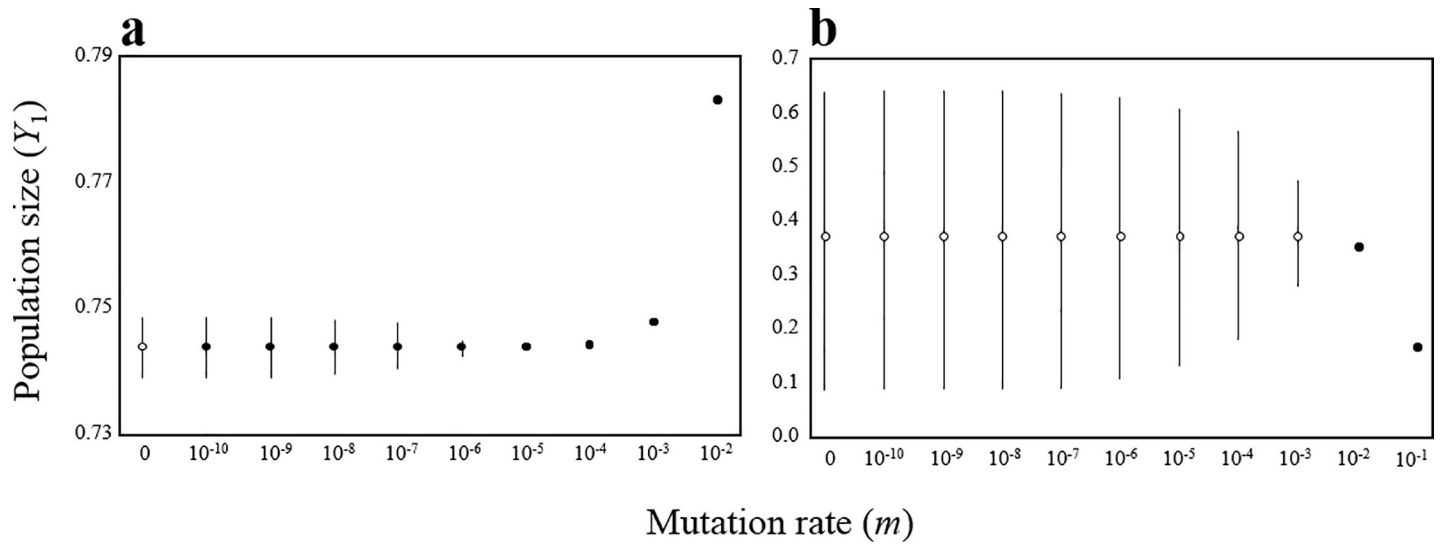 a
b
0.79
0.77
0.75
0.73
0.7
0.6
0.5
0.4
0.3
0.2
0.1
0.0
Population size (Y₁)
0 10⁻¹⁰ 10⁻⁹ 10⁻⁸ 10⁻⁷ 10⁻⁶ 10⁻⁵ 10⁻⁴ 10⁻³ 10⁻²
0 10⁻¹⁰ 10⁻⁹ 10⁻⁸ 10⁻⁷ 10⁻⁶ 10⁻⁵ 10⁻⁴ 10⁻³ 10⁻² 10⁻¹
Mutation rate (m)